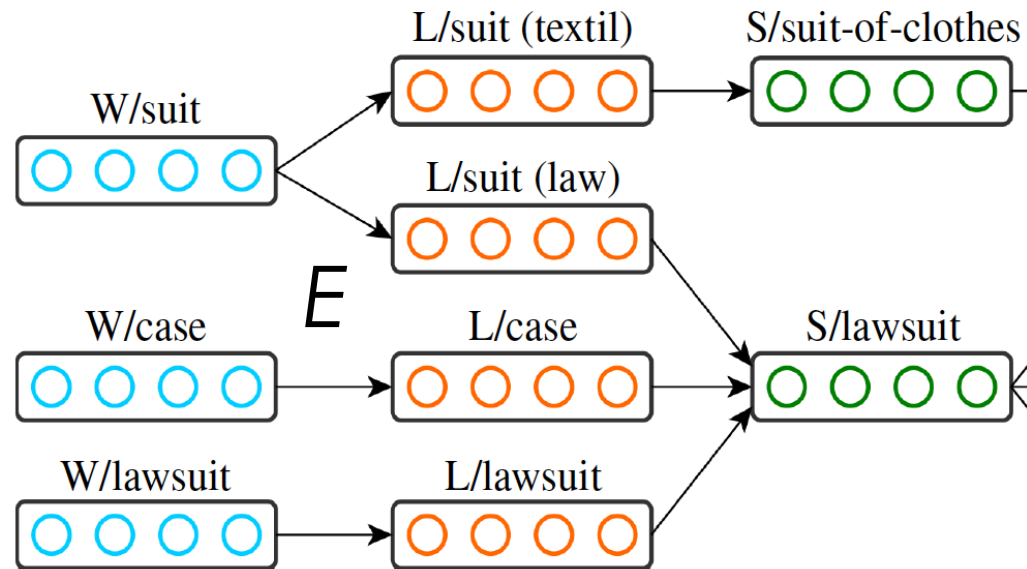 L/suit (textil)
S/suit-of-clothes
W/suit
L/suit (law)
E
W/case
L/case
S/lawsuit
W/lawsuit
L/lawsuit